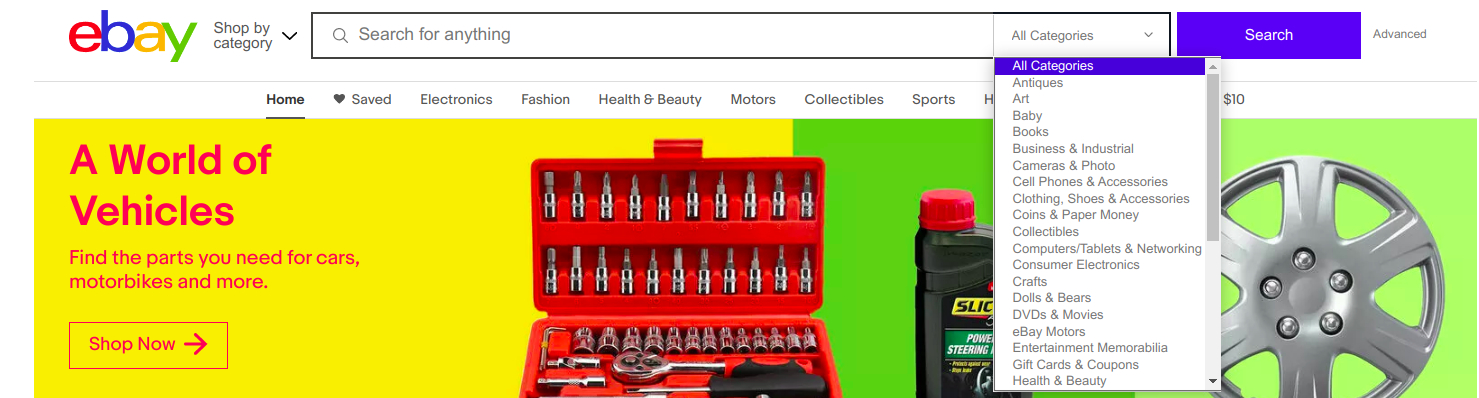 ebay
Shop by
category
Search for anything
All Categories
Search
Advanced
All Categories
Antiques
Art
Baby
Books
Business & Industrial
Cameras & Photo
Cell Phones & Accessories
Clothing, Shoes & Accessories
Coins & Paper Money
Collectibles
Computers/Tablets & Networking
Consumer Electronics
Crafts
Dolls & Bears
DVDs & Movies
eBay Motors
Entertainment Memorabilia
Gift Cards & Coupons
Health & Beauty
Home
Saved
Electronics
Fashion
Health & Beauty
Motors
Collectibles
Sports
H
$10
A World of
Vehicles
Find the parts you need for cars,
motorbikes and more.
Shop Now
SLIC
POWE
STEERING